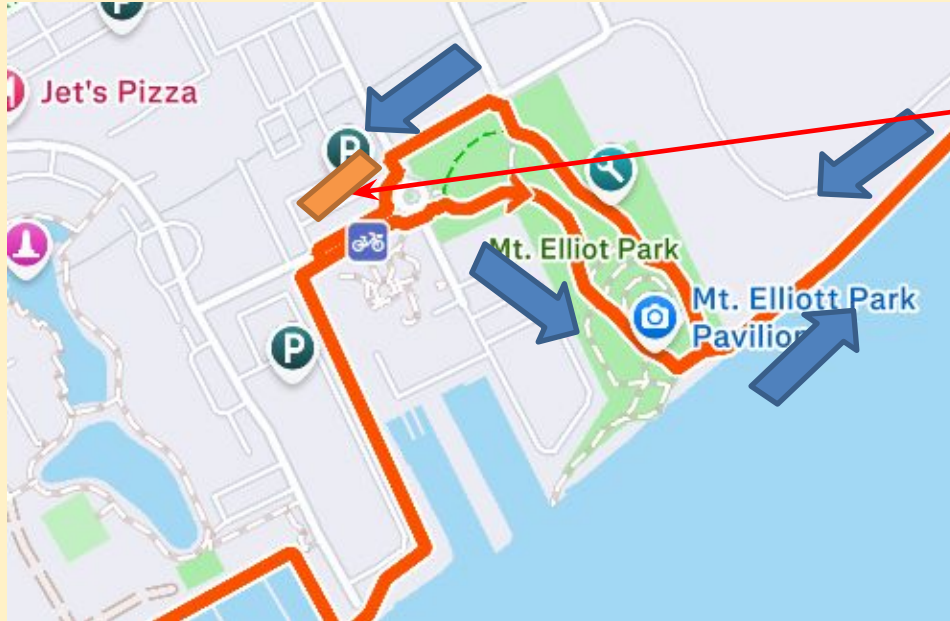 P
Jet's Pizza
P
Mt. Elliot Park
Mt. Elliott Park
Pavilion
P